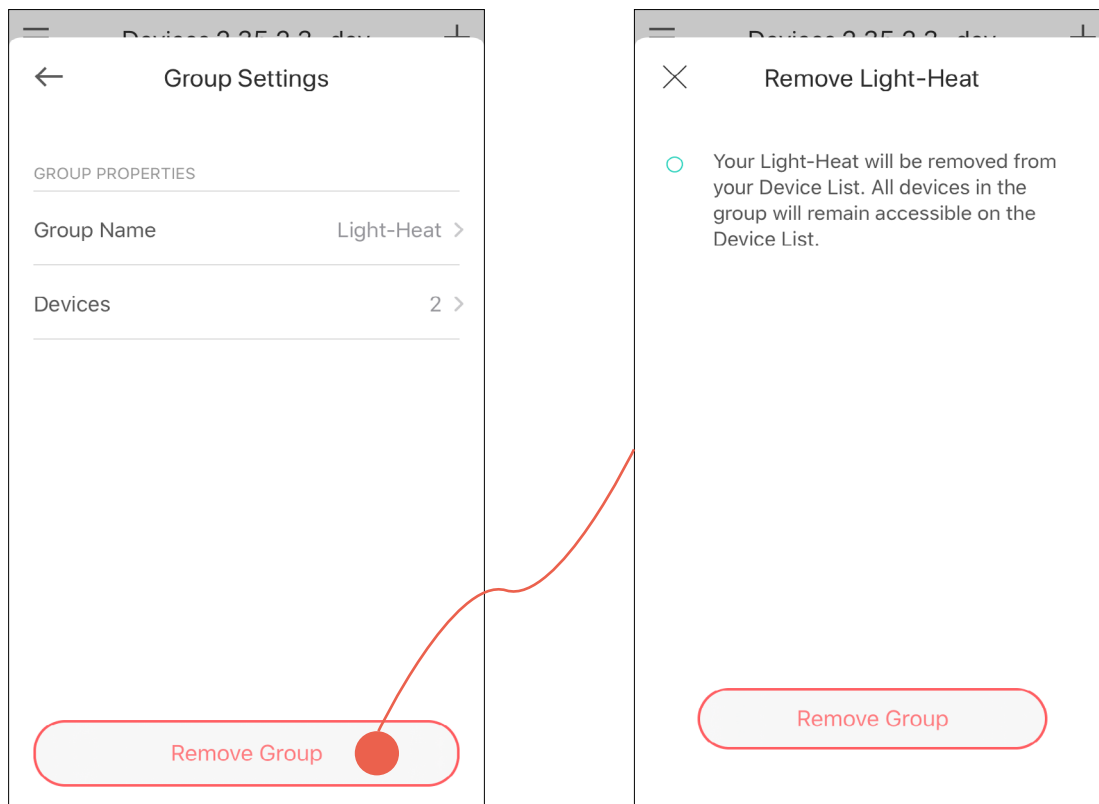 Group Settings
GROUP PROPERTIES
Group Name
Light-Heat
Devices
2
Remove Group
Remove Light-Heat
Your Light-Heat will be removed from
your Device List. All devices in the
group will remain accessible on the
Device List.
Remove Group